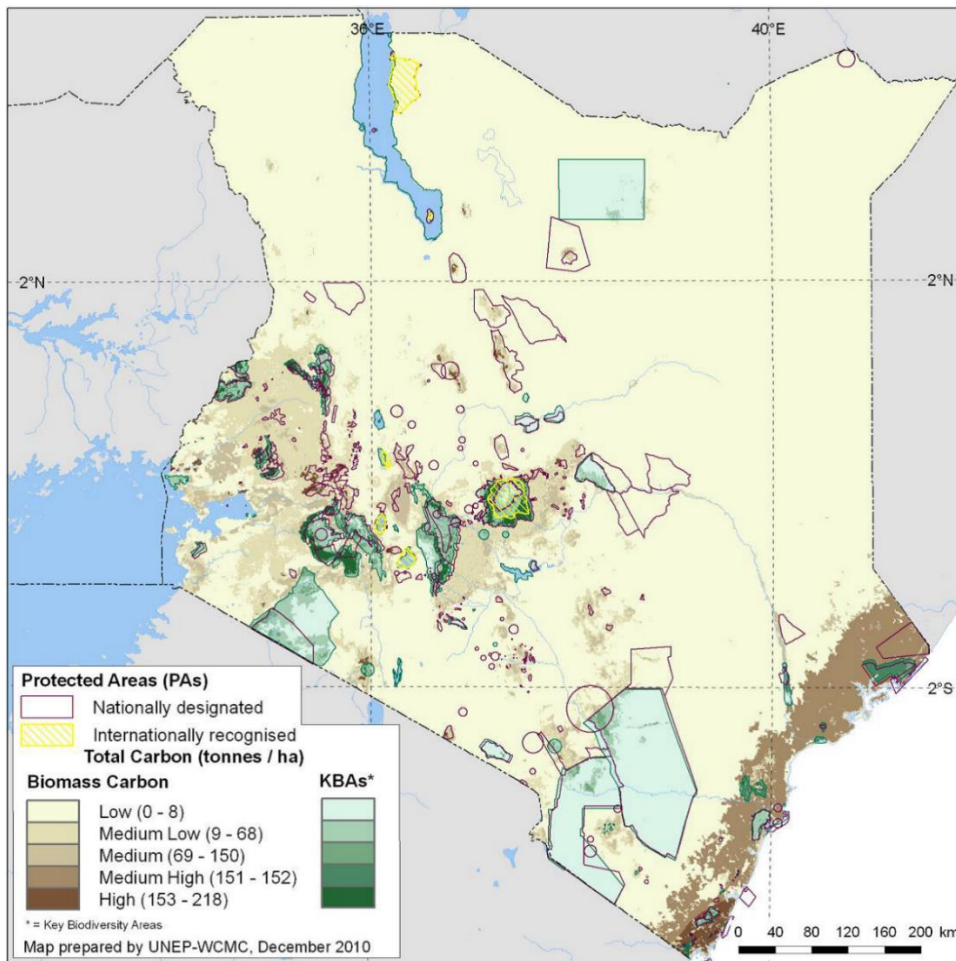 36°E 40°E
2°N 2°N
2°S
Protected Areas (PAs)
Nationally designated
Internationally recognised
Total Carbon (tonnes / ha)
Biomass Carbon KBAs*
Low (0 - 8)
Medium Low (9 - 68)
Medium (69 - 150)
Medium High (151 - 152)
High (153 - 218)
* = Key Biodiversity Areas
Map prepared by UNEP-WCMC, December 2010
0 40 80 120 160 200 km